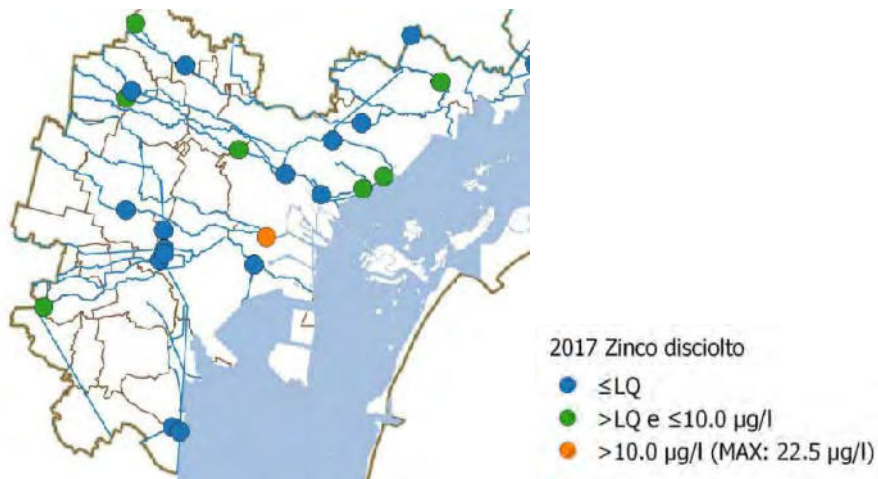 2017 Zinco disciolto
≤LQ
>LQ e ≤10.0 µg/l
>10.0 µg/l (MAX: 22.5 µg/l)